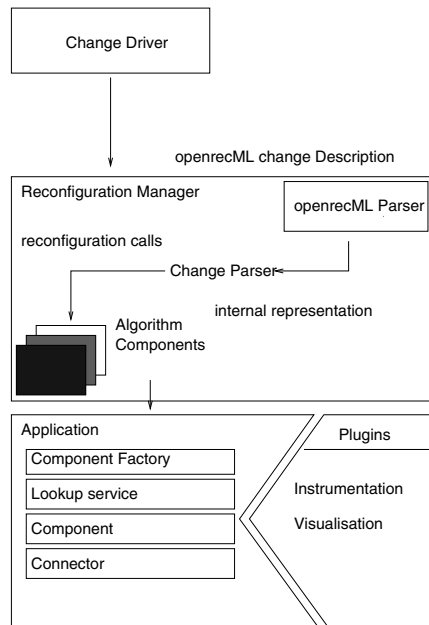 Change Driver
openrecML change Description
Reconfiguration Manager
openrecML Parser
reconfiguration calls
Change Parser
internal representation
Algorithm
Components
Application
Plugins
Component Factory
Lookup service
Instrumentation
Component
Visualisation
Connector